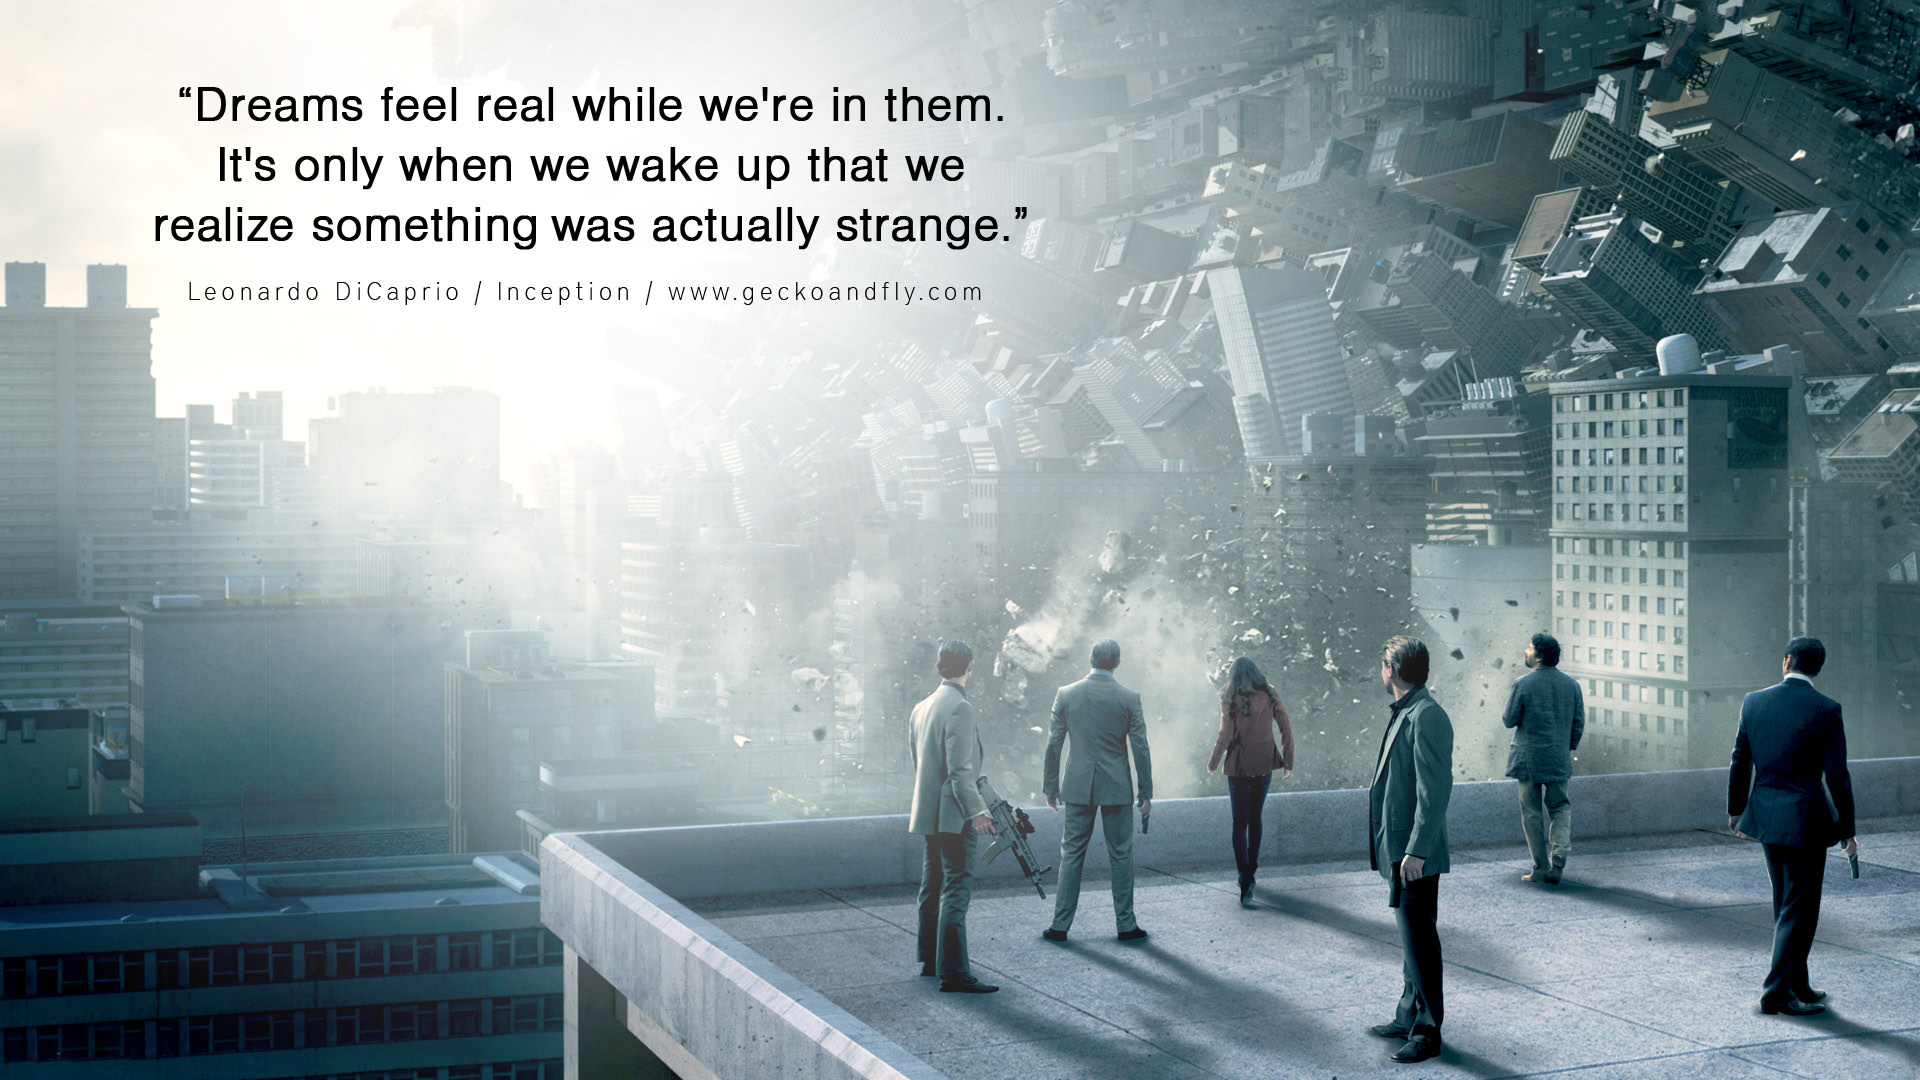 “Dreams feel real while we're in them.
It's only when we wake up that we
realize something was actually strange.”
Leonardo DiCaprio / Inception / www.geckoandfly.com